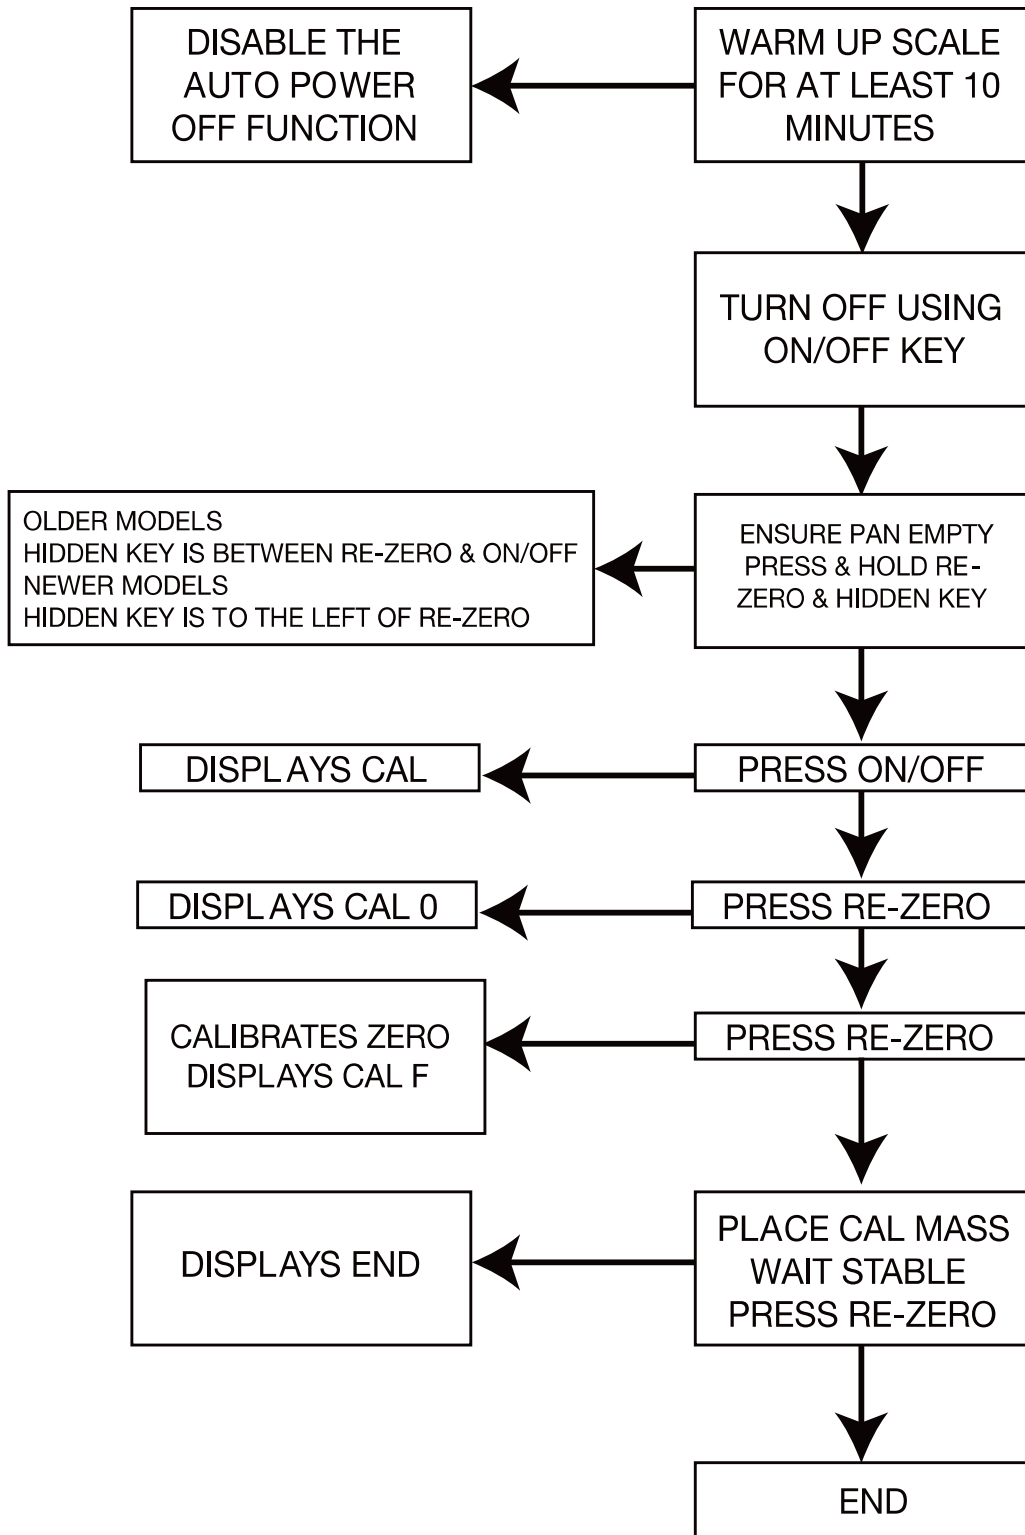 DISABLE THE
AUTO POWER
OFF FUNCTION
WARM UP SCALE
FOR AT LEAST 10
MINUTES
TURN OFF USING
ON/OFF KEY
OLDER MODELS
HIDDEN KEY IS BETWEEN RE-ZERO & ON/OFF
NEWER MODELS
HIDDEN KEY IS TO THE LEFT OF RE-ZERO
ENSURE PAN EMPTY
PRESS & HOLD RE-
ZERO & HIDDEN KEY
DISPLAYS CAL
PRESS ON/OFF
DISPLAYS CAL 0
PRESS RE-ZERO
CALIBRATES ZERO
DISPLAYS CAL F
PRESS RE-ZERO
DISPLAYS END
PLACE CAL MASS
WAIT STABLE
PRESS RE-ZERO
END